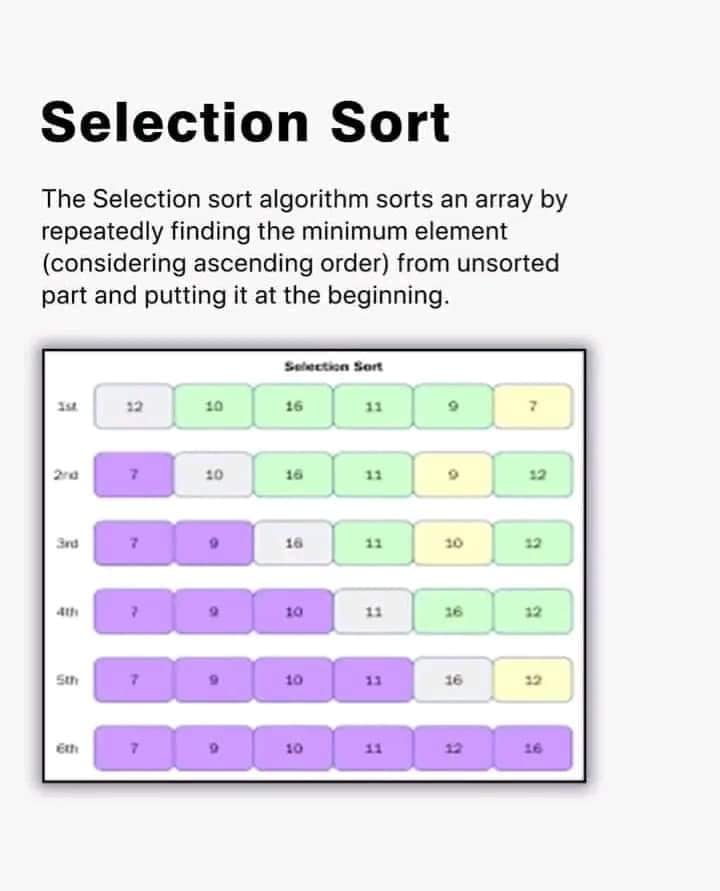 Selection Sort
The Selection sort algorithm sorts an array by
repeatedly finding the minimum element
(considering ascending order) from unsorted
part and putting it at the beginning.
Selection Sort
1st 12 10 16 11 9 7
2nd 7 10 16 11 9 12
3rd 7 9 16 11 10 12
4th 7 9 10 11 16 12
5th 7 9 10 11 16 12
6th 7 9 10 11 12 16